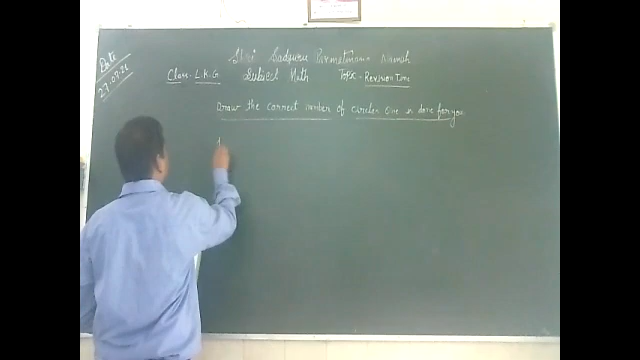 Date
27.07.21
Shri Sadguru Parmatmane Namah
Class - L.K.G Subject Math Topic - Revision Time
Draw the correct number of circles one is done for you